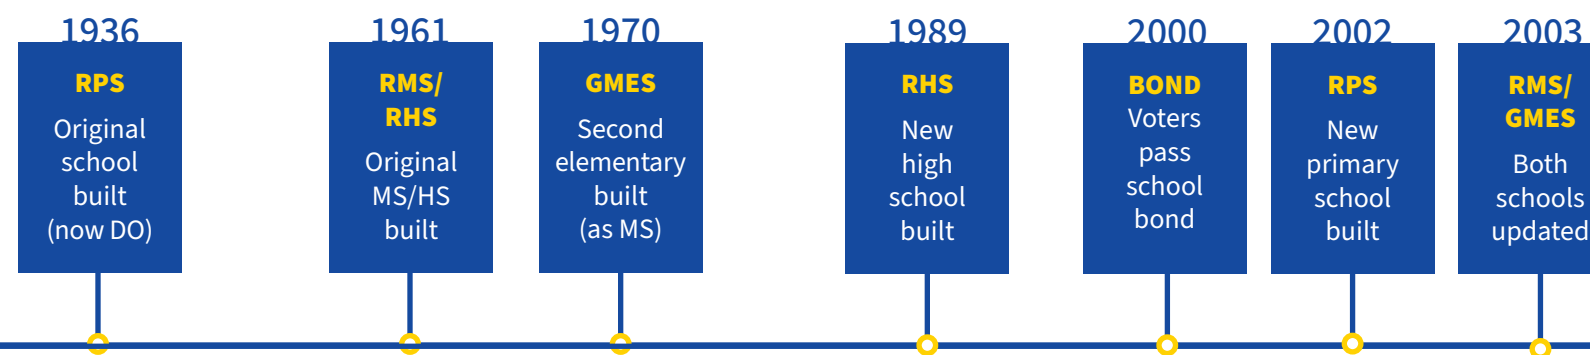 1936
RPS
Original
school
built
(now DO)
1961
RMS/
RHS
Original
MS/HS
built
1970
GMES
Second
elementary
built
(as MS)
1989
RHS
New
high
school
built
2000
BOND
Voters
pass
school
bond
2002
RPS
New
primary
school
built
2003
RMS/
GMES
Both
schools
updated